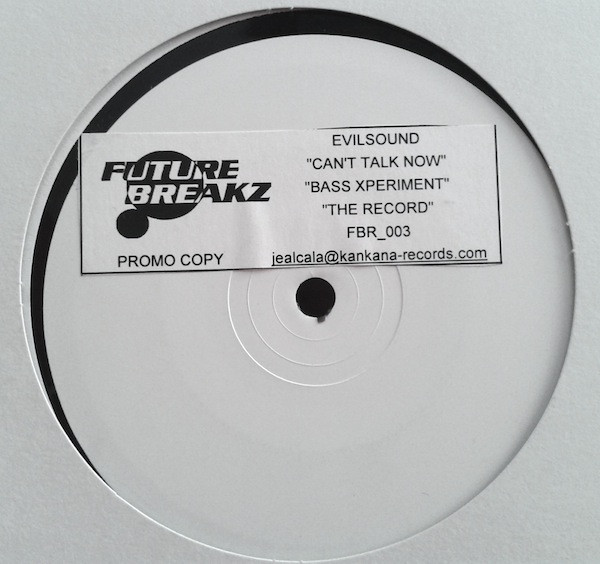 FUTURE
BREAKZ
PROMO COPY
EVILSOUND
"CAN'T TALK NOW"
"BASS XPERIMENT"
"THE RECORD"
FBR_003
jealcala@kankana-records.com